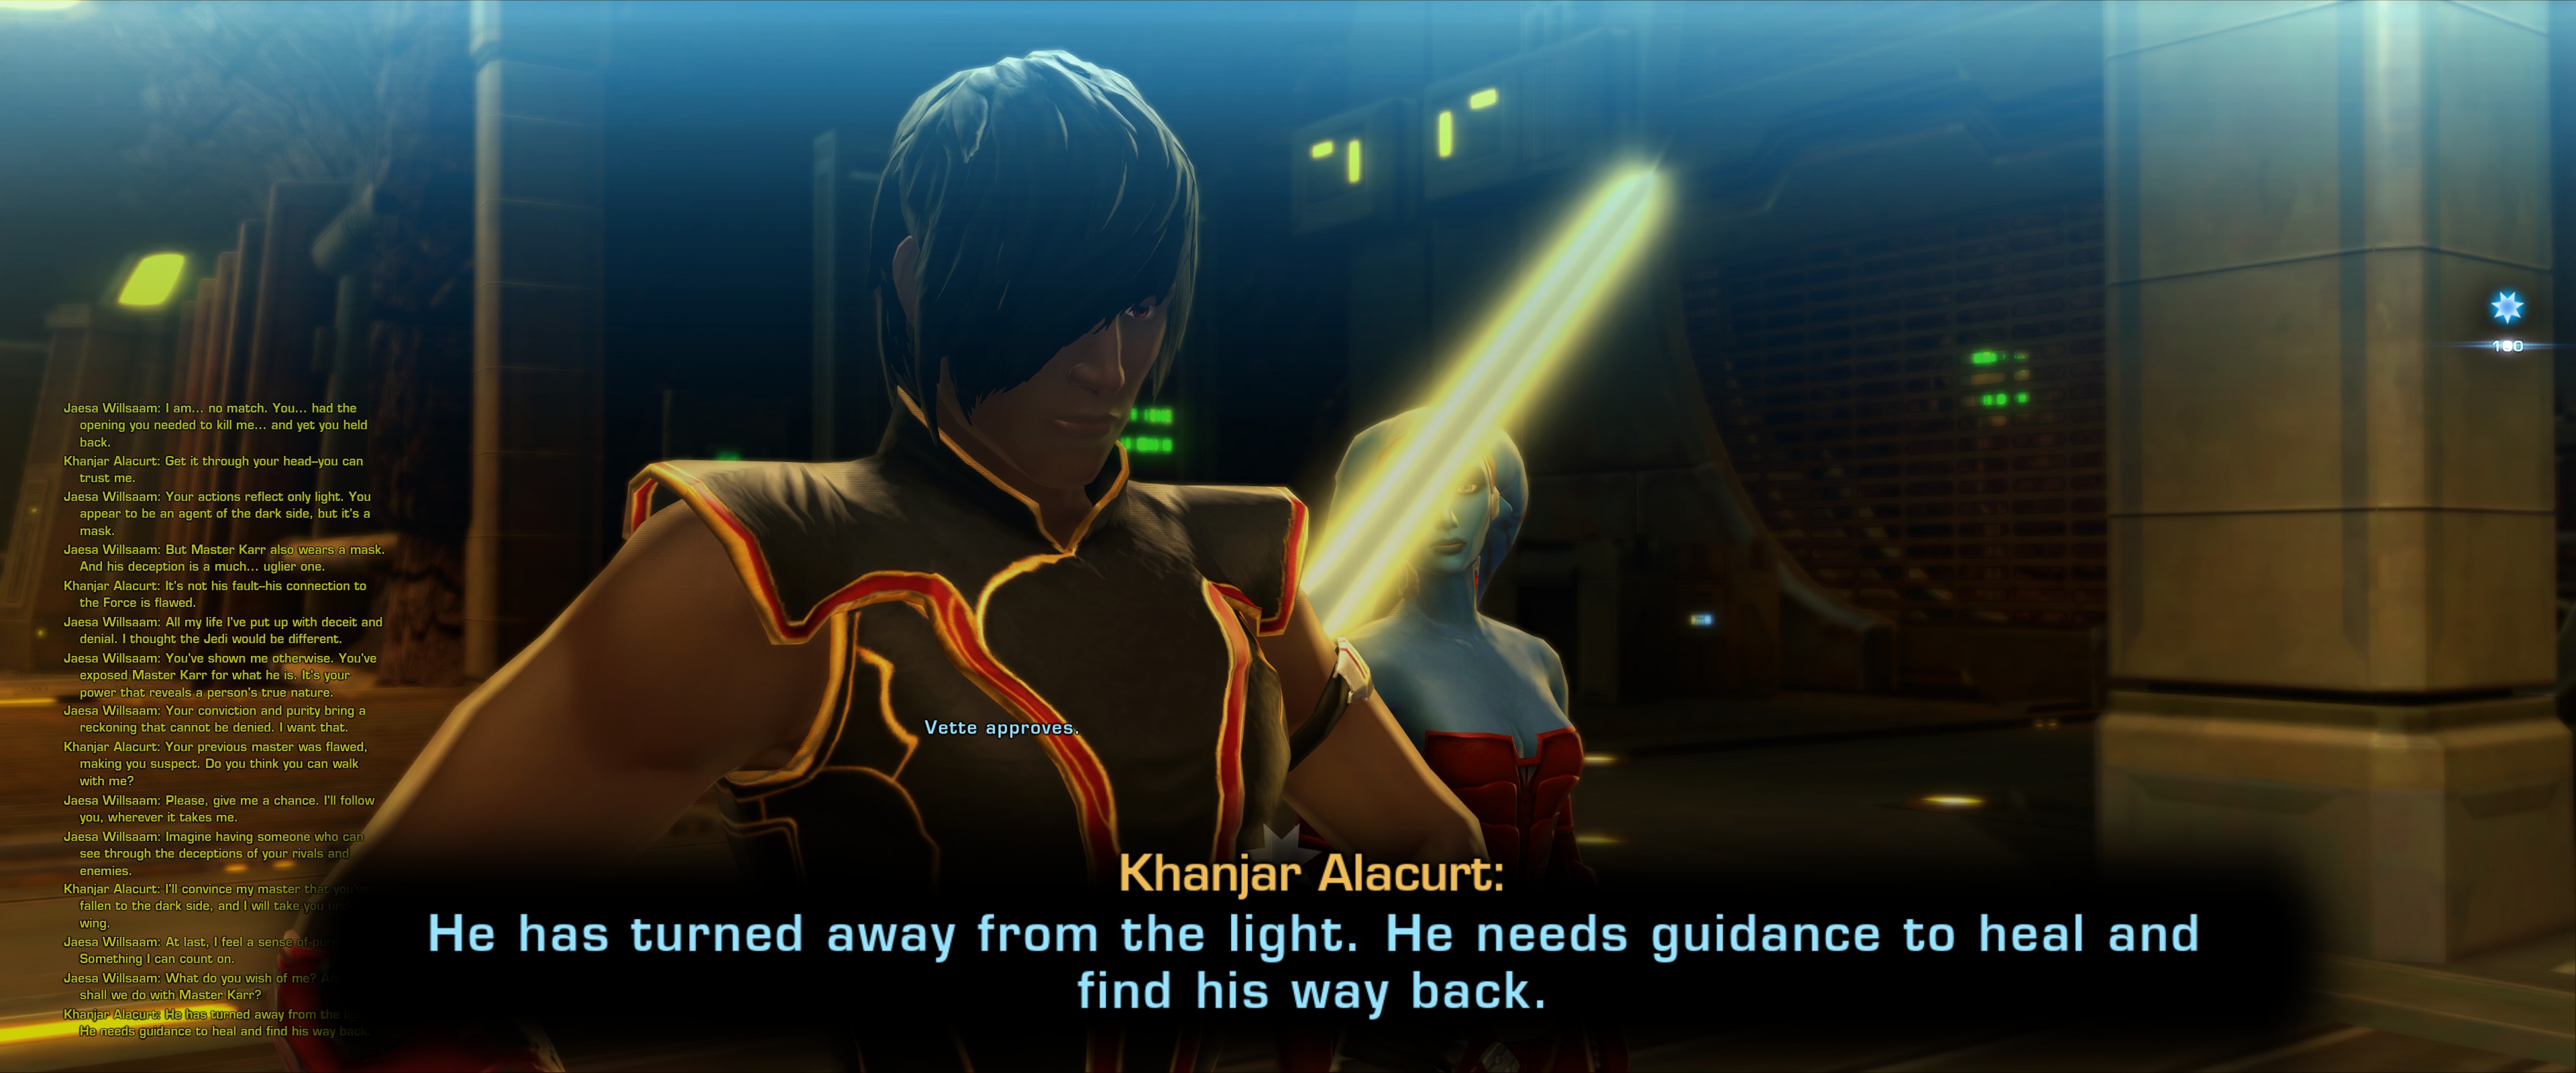 Jaesa Willsaam: I am... no match. You... had the
opening you needed to kill me... and yet you held
back.
Khanjar Alacurt: Get it through your head–you can
trust me.
Jaesa Willsaam: Your actions reflect only light. You
appear to be an agent of the dark side, but it's a
mask.
Jaesa Willsaam: But Master Karr also wears a mask.
And his deception is a much... uglier one.
Khanjar Alacurt: It's not his fault–his connection to
the Force is flawed.
Jaesa Willsaam: All my life I've put up with deceit and
denial. I thought the Jedi would be different.
Jaesa Willsaam: You've shown me otherwise. You've
exposed Master Karr for what he is. It's your
power that reveals a person's true nature.
Jaesa Willsaam: Your conviction and purity bring a
reckoning that cannot be denied. I want that.
Khanjar Alacurt: Your previous master was flawed,
making you suspect. Do you think you can walk
with me?
Jaesa Willsaam: Please, give me a chance. I'll follow
you, wherever it takes me.
Jaesa Willsaam: Imagine having someone who can
see through the deceptions of your rivals and
enemies.
Khanjar Alacurt: I'll convince my master that you've
fallen to the dark side, and I will take you
wing.
Jaesa Willsaam: At last, I feel a sense of
Something I can count on.
Jaesa Willsaam: What do you wish of me?
shall we do with Master Karr?
Khanjar Alacurt: He has turned away from the
He needs guidance to heal and find his way back.
Vette approves.
100
Khanjar Alacurt:
He has turned away from the light. He needs guidance to heal and
find his way back.